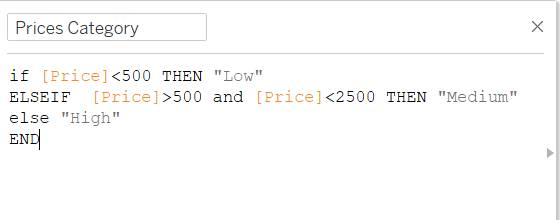 Prices Category
if [Price]<500 THEN "Low"
ELSEIF  [Price]>500 and [Price]<2500 THEN "Medium"
else "High"
END